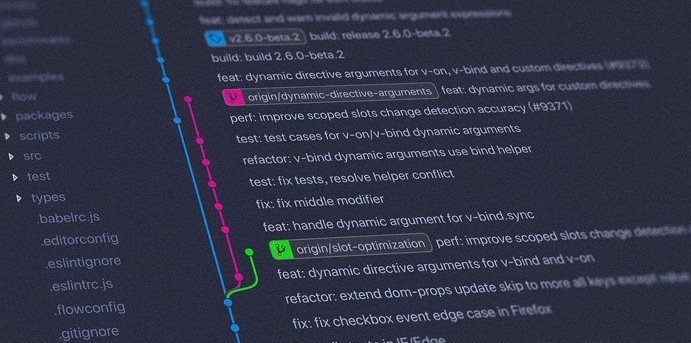 feat: detect and warn invalid dynamic argument expressions
v2.6.0-beta.2 build: release 2.6.0-beta.2
build: build 2.6.0-beta.2
examples
feat: dynamic directive arguments for v-on, v-bind and custom directives (#9373)
flow
origin/dynamic-directive-arguments feat: dynamic args for custom directives
packages
perf: improve scoped slots change detection accuracy (#9371)
scripts
test: test cases for v-on/v-bind dynamic arguments
src
refactor: v-bind dynamic arguments use bind helper
test
test: fix tests, resolve helper conflict
types
fix: fix middle modifier
.babelrc.js
feat: handle dynamic argument for v-bind.sync
.editorconfig
origin/slot-optimization perf: improve scoped slots change detection
.eslintignore
feat: dynamic directive arguments for v-bind and v-on
.eslintrc.js
refactor: extend dom-props update skip to more all keys except value
.flowconfig
fix: fix checkbox event edge case in Firefox
.gitignore
in IE/Edge